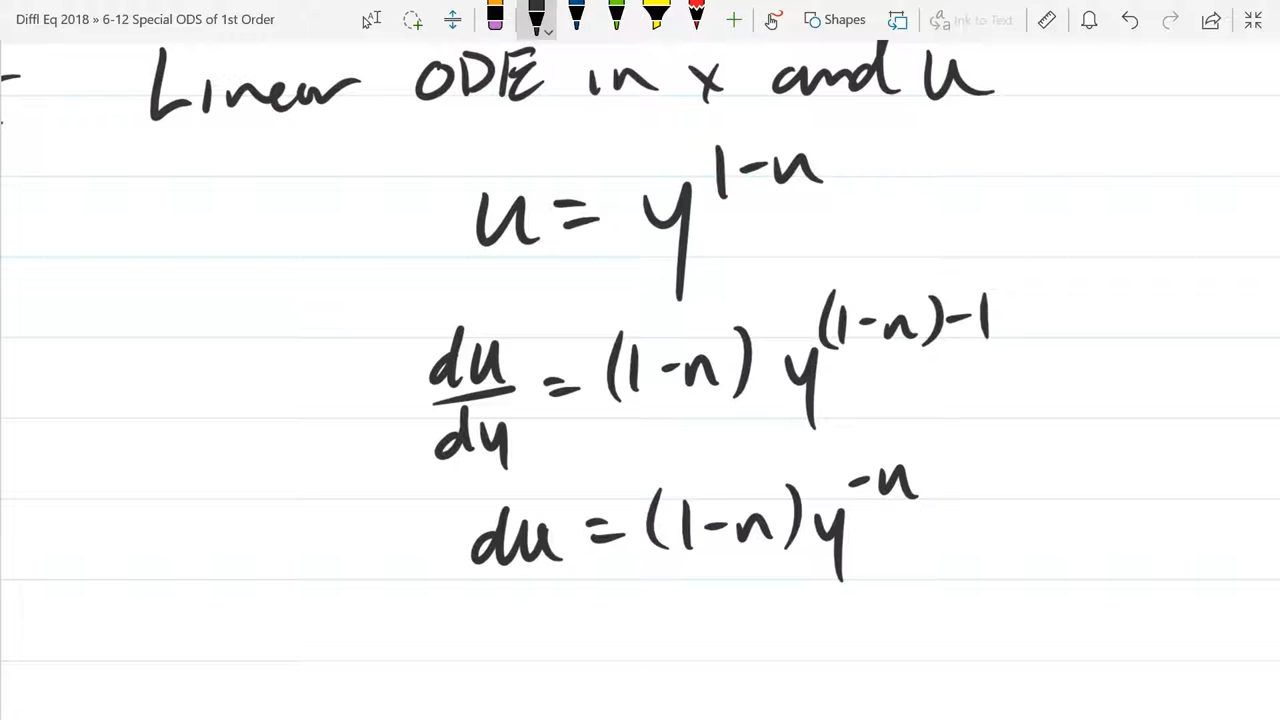 Diffl Eq 2018 » 6-12 Special ODS of 1st Order
Shapes
Ink to Text
Linear ODE in x and u
u = y^{1-n}
du/dy = (1-n) y^{(1-n)-1}
du = (1-n)y^{-n}